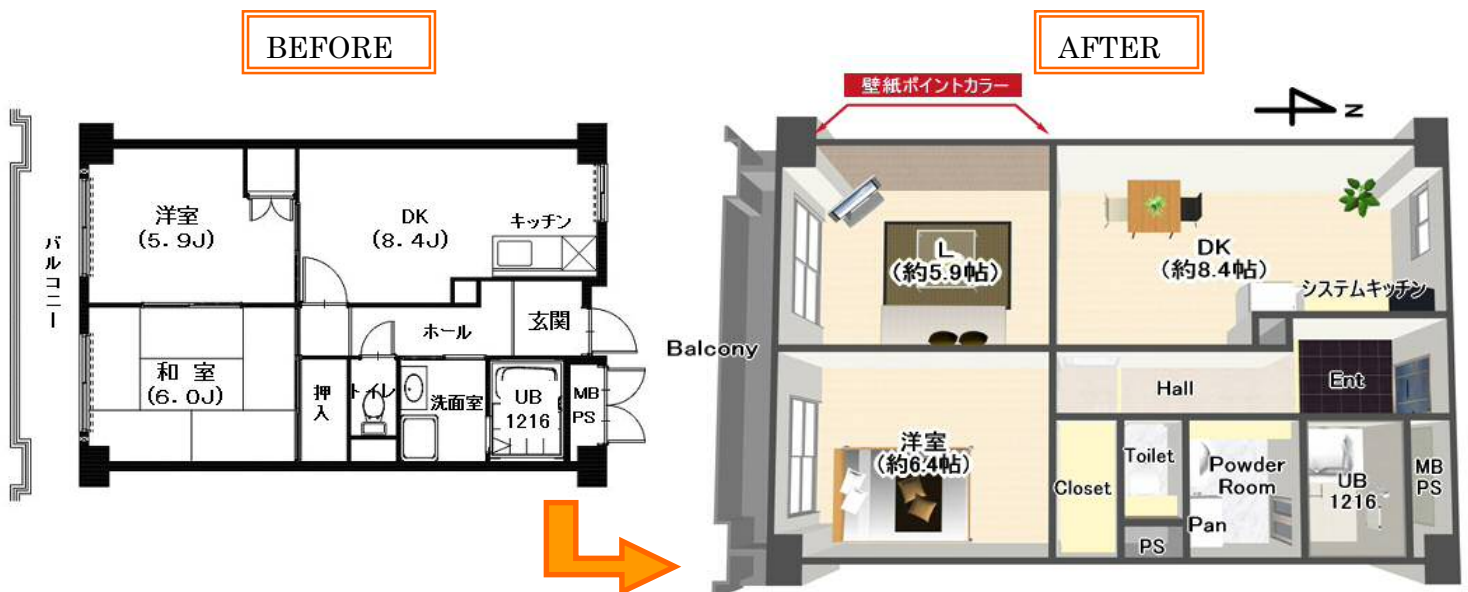 BEFORE
洋室
(5.9J)
DK
(8.4J)
キッチン
バルコニー
和 室
(6.0J)
ホール
玄関
押入
トイレ
洗面室
UB
1216
MB
PS
AFTER
壁紙ポイントカラー
N
L
(約5.9帖)
DK
(約8.4帖)
システムキッチン
Balcony
Hall
Ent
洋室
(約6.4帖)
Closet
Toilet
Powder
Room
Pan
PS
UB
1216
MB
PS